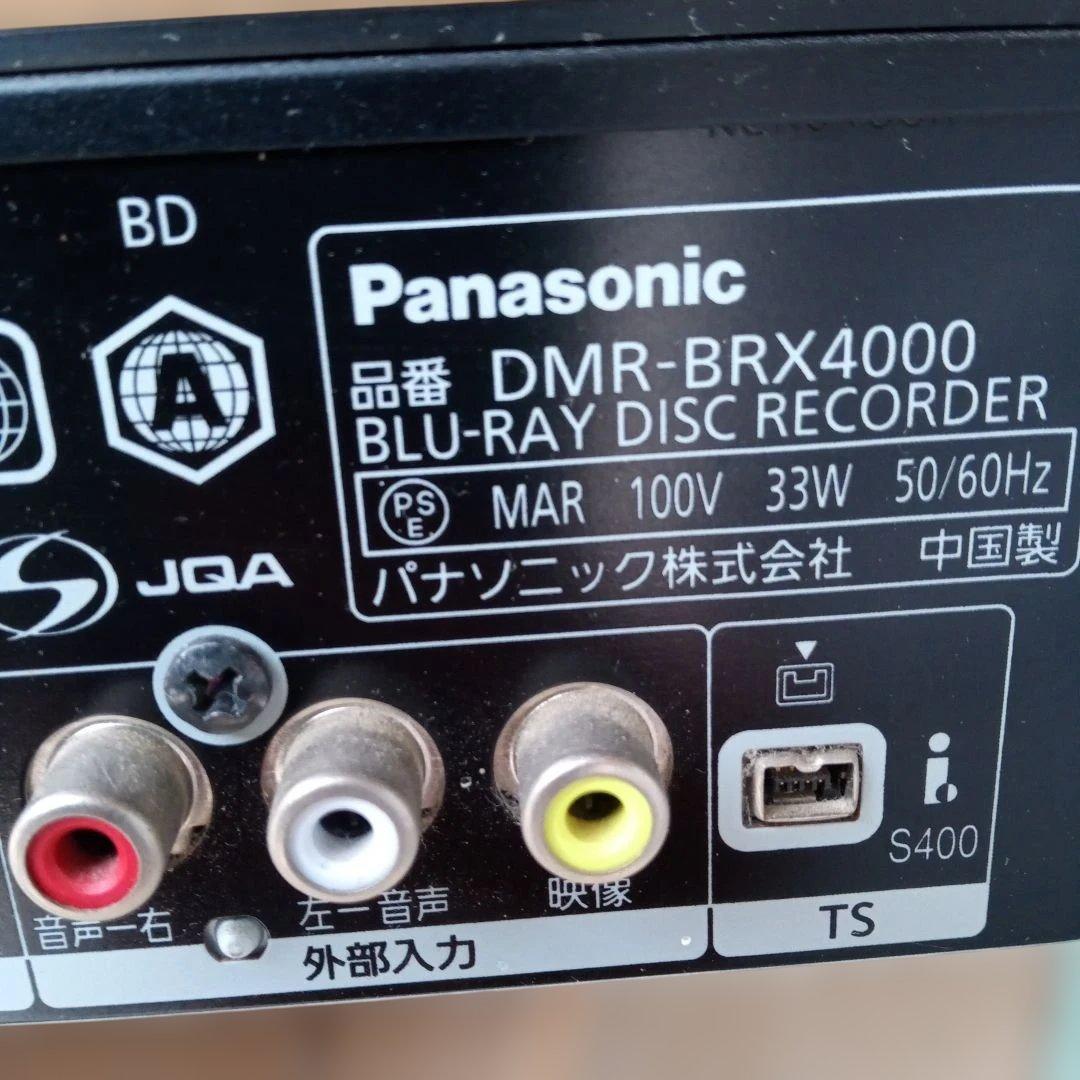 BD
A
Panasonic
品番 DMR-BRX4000
BLU-RAY DISC RECORDER
PSE MAR 100V 33W 50/60Hz
パナソニック株式会社 中国製
JQA
S400
音声ー右
左ー音声
映像
外部入力
TS